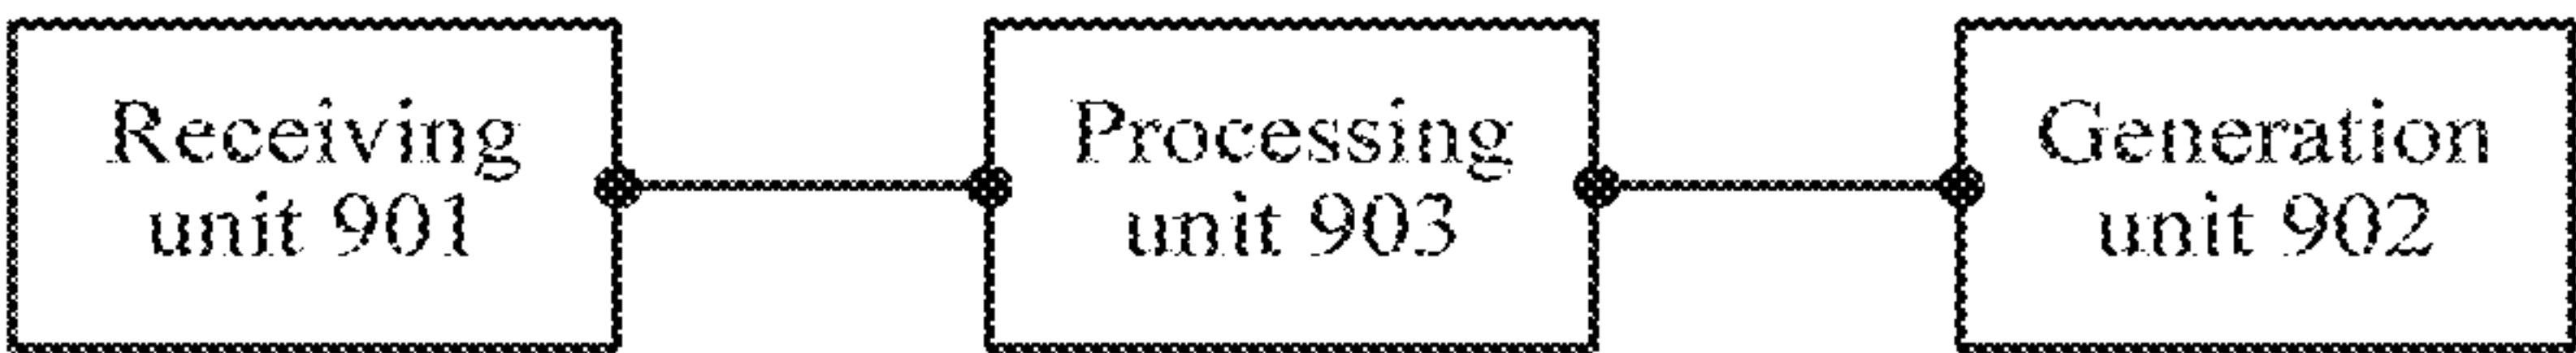 Receiving
unit 901
Processing
unit 903
Generation
unit 902